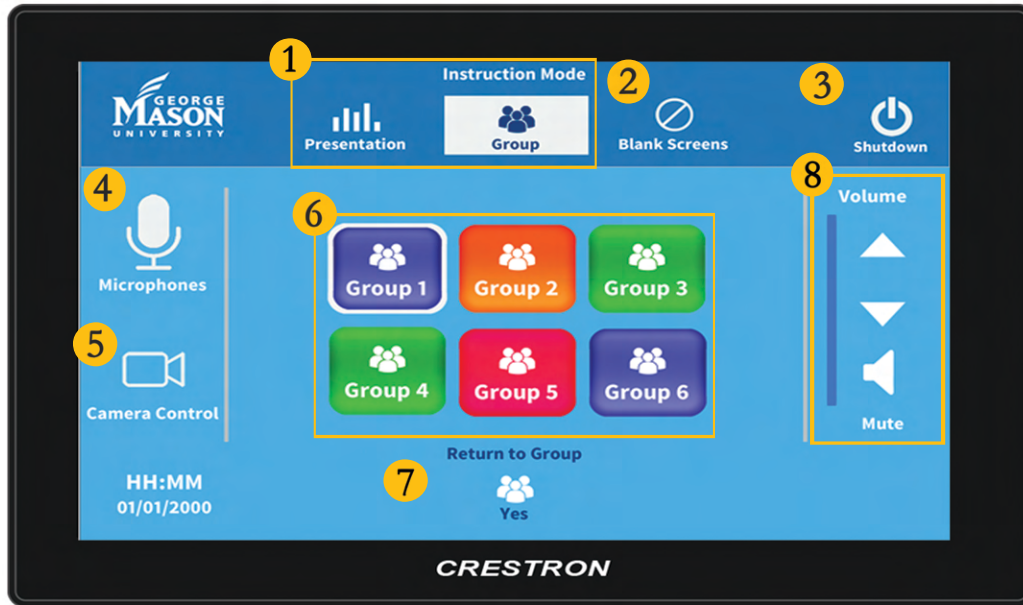 1
Instruction Mode
2
3
GEORGE
MASON
UNIVERSITY
Presentation
Group
Blank Screens
Shutdown
4
Microphones
5
Camera Control
6
Group 1
Group 2
Group 3
Group 4
Group 5
Group 6
8
Volume
Mute
Return to Group
7
Yes
HH:MM
01/01/2000
CRESTRON